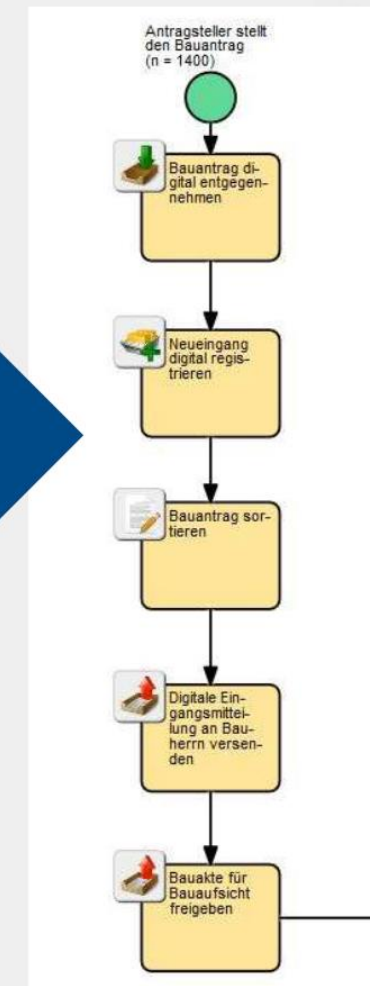 Antragsteller stellt
den Bauantrag
(n = 1400)
Bauantrag di-
gital entgegen-
nehmen
Neueingang
digital regis-
trieren
Bauantrag sor-
tieren
Digitale Ein-
gangsmittei-
lung an Bau-
herrn versen-
den
Bauakte für
Bauaufsicht
freigeben